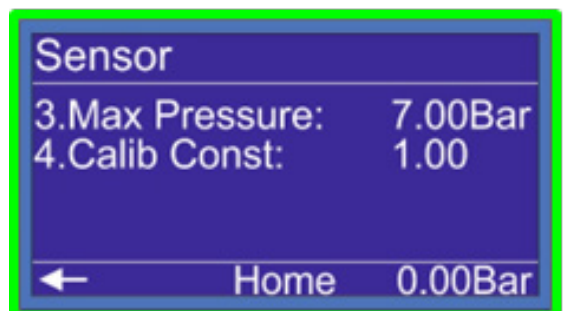 Sensor
3.Max Pressure: 7.00Bar
4.Calib Const: 1.00
Home 0.00Bar